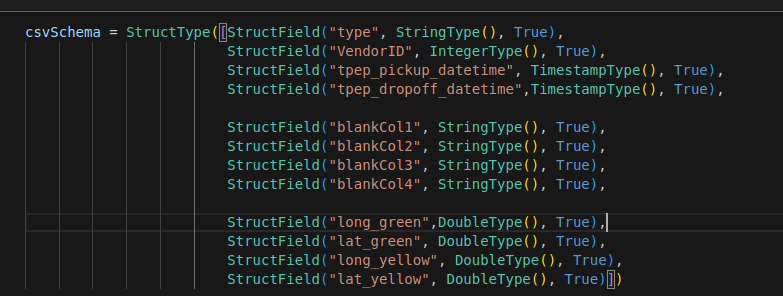 csvSchema = StructType([StructField("type", StringType(), True),
StructField("VendorID", IntegerType(), True),
StructField("tpep_pickup_datetime", TimestampType(), True),
StructField("tpep_dropoff_datetime",TimestampType(), True),
StructField("blankCol1", StringType(), True),
StructField("blankCol2", StringType(), True),
StructField("blankCol3", StringType(), True),
StructField("blankCol4", StringType(), True),
StructField("long_green",DoubleType(), True),
StructField("lat_green", DoubleType(), True),
StructField("long_yellow", DoubleType(), True),
StructField("lat_yellow", DoubleType(), True)])